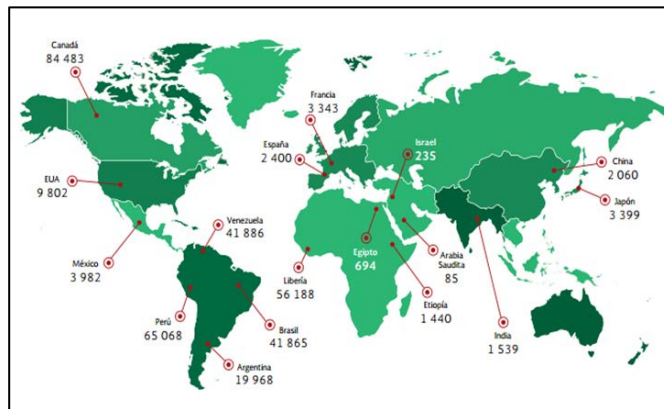 Canadá
84 483
Francia
3 343
España
2 400
Israel
235
China
2 060
EUA
9 802
Japón
3 399
Venezuela
41 886
México
3 982
Liberia
56 188
Egipto
694
Arabia
Saudita
85
Etiopía
1 440
Perú
65 068
Brasil
41 865
India
1 539
Argentina
19 968